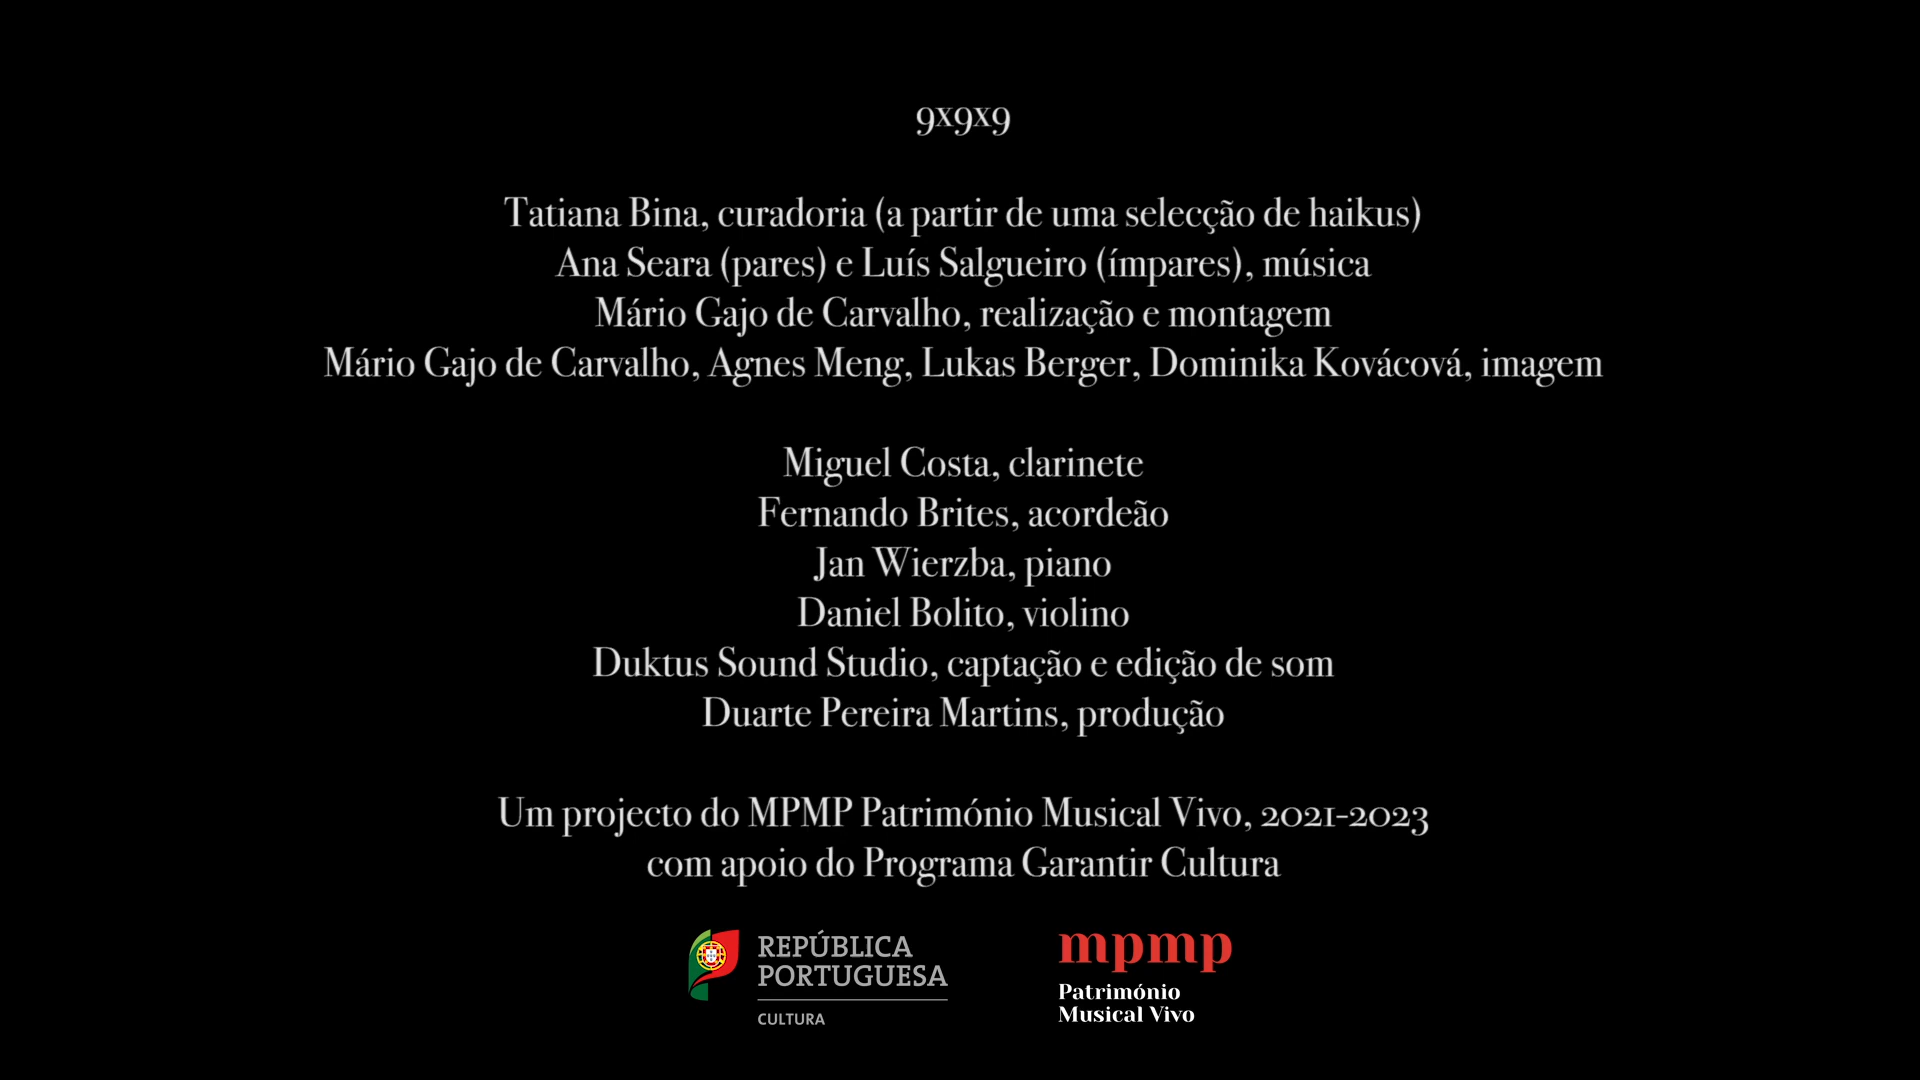 9x9x9
Tatiana Bina, curadoria (a partir de uma selecção de haikus)
Ana Seara (pares) e Luís Salgueiro (ímpares), música
Mário Gajo de Carvalho, realização e montagem
Mário Gajo de Carvalho, Agnes Meng, Lukas Berger, Dominika Kovácová, imagem
Miguel Costa, clarinete
Fernando Brites, acordeão
Jan Wierzba, piano
Daniel Bolito, violino
Duktus Sound Studio, captação e edição de som
Duarte Pereira Martins, produção
Um projecto do MPMP Património Musical Vivo, 2021-2023
com apoio do Programa Garantir Cultura
REPÚBLICA
PORTUGUESA
CULTURA
mpmp
Património
Musical Vivo